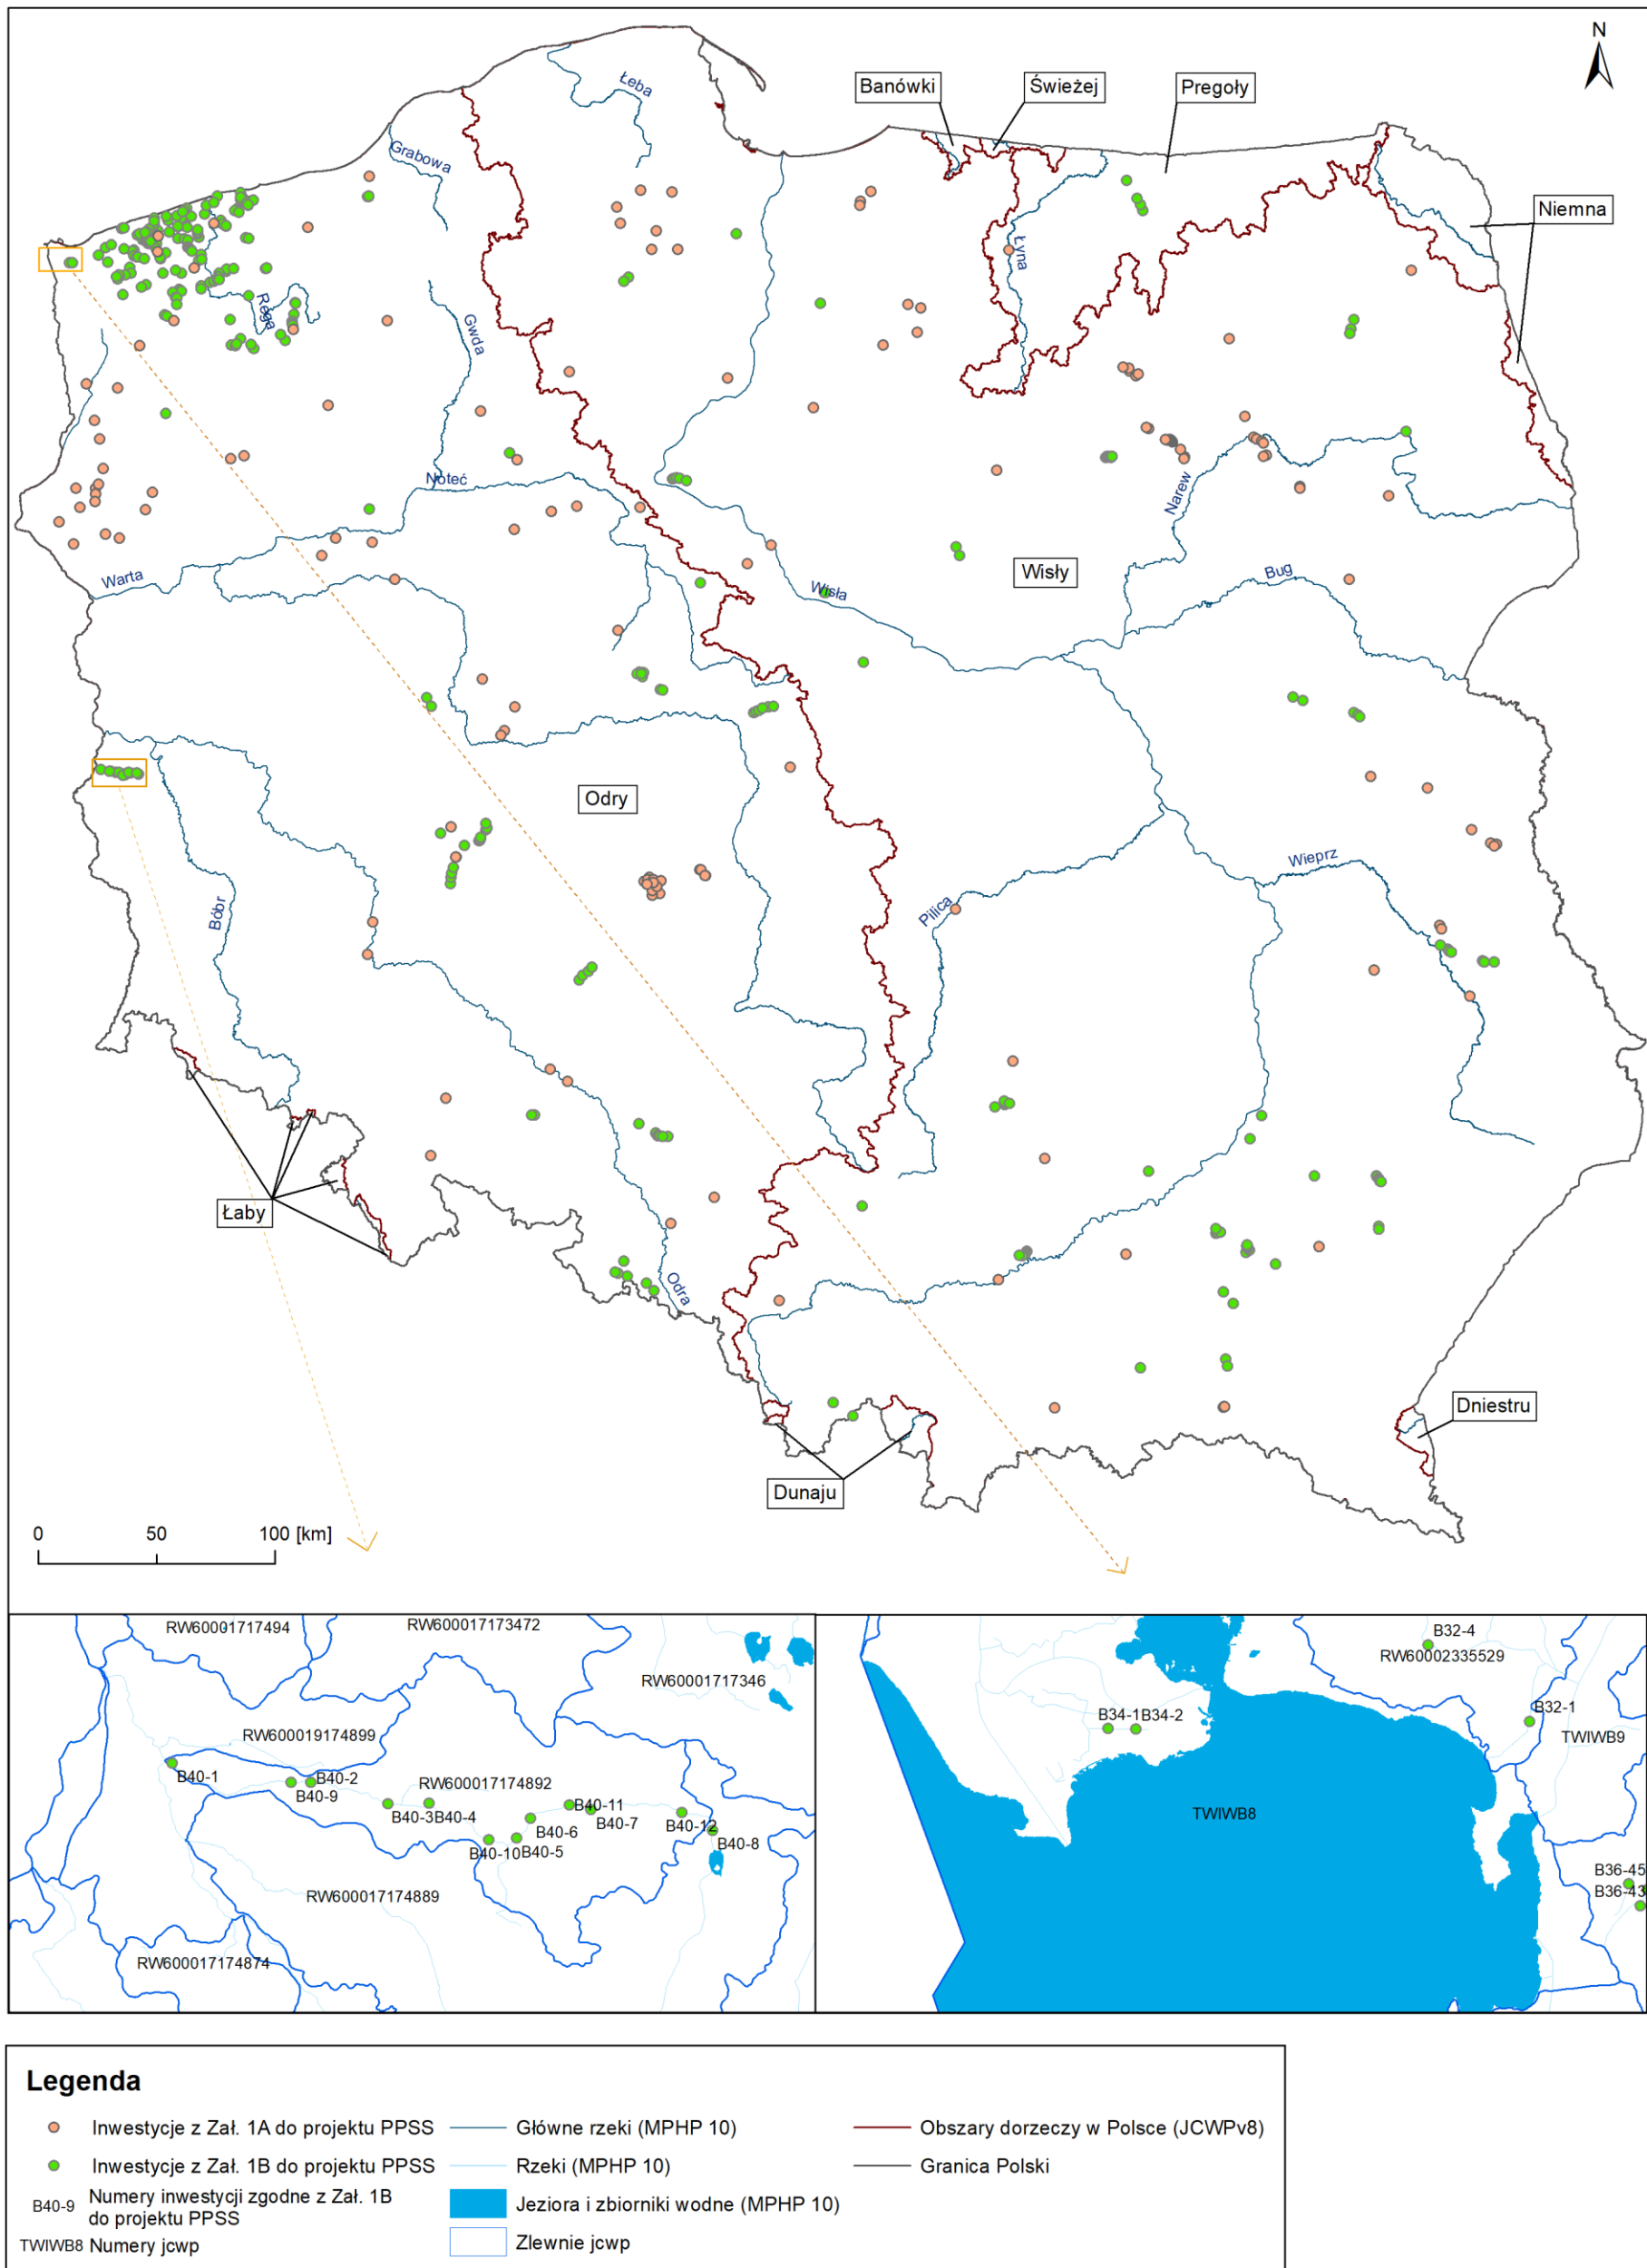 N
Banówki
Świeżej
Pregoły
Łeba
Grabowa
Niemna
Łyna
Rega
Gwda
Noteć
Narew
Warta
Wisła
Wisły
Bug
Odry
Wieprz
Bóbr
Pilica
Łaby
Odra
Dniestru
Dunaju
0 50 100 [km]
RW60001717494
RW600017173472
RW60001717346
RW600019174899
B40-1
B40-2
B40-9
RW600017174892
B40-3
B40-4
B40-11
B40-7
B40-6
B40-12
B40-10
B40-5
B40-8
RW600017174889
RW600017174874
B32-4
RW60002335529
B34-1
B34-2
B32-1
TWIWB9
TWIWB8
B36-45
B36-43
Legenda
Inwestycje z Zał. 1A do projektu PPSS
Inwestycje z Zał. 1B do projektu PPSS
B40-9 Numery inwestycji zgodne z Zał. 1B
do projektu PPSS
TWIWB8 Numery jcwp
Główne rzeki (MPHP 10)
Rzeki (MPHP 10)
Jeziora i zbiorniki wodne (MPHP 10)
Zlewnie jcwp
Obszary dorzeczy w Polsce (JCWPv8)
Granica Polski